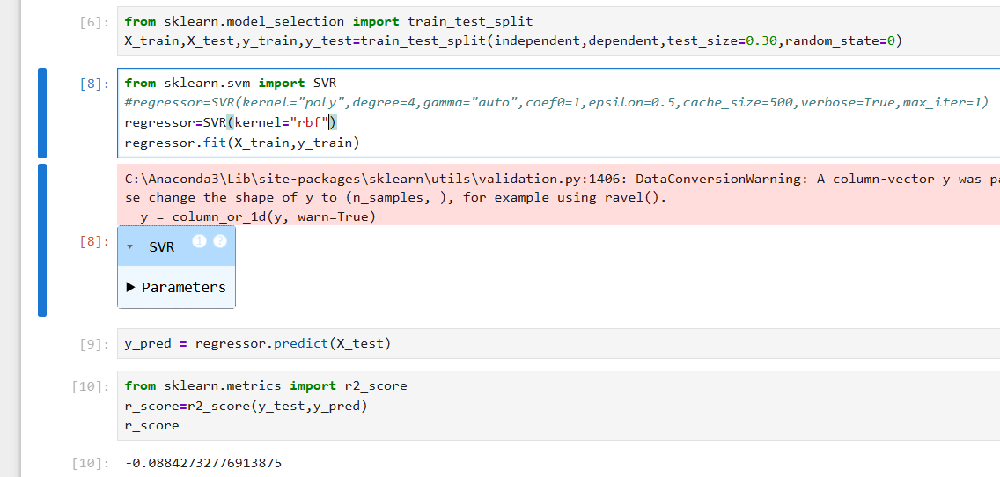 [6]: from sklearn.model_selection import train_test_split
X_train,X_test,y_train,y_test=train_test_split(independent,dependent,test_size=0.30,random_state=0)
[8]: from sklearn.svm import SVR
#regressor=SVR(kernel="poly",degree=4,gamma="auto",coef0=1,epsilon=0.5,cache_size=500,verbose=True,max_iter=1)
regressor=SVR(kernel="rbf")
regressor.fit(X_train,y_train)
C:\Anaconda3\Lib\site-packages\sklearn\utils\validation.py:1406: DataConversionWarning: A column-vector y was pa
se change the shape of y to (n_samples, ), for example using ravel().
y = column_or_1d(y, warn=True)
[8]: ▾ SVR i ?
▶ Parameters
[9]: y_pred = regressor.predict(X_test)
[10]: from sklearn.metrics import r2_score
r_score=r2_score(y_test,y_pred)
r_score
[10]: -0.08842732776913875